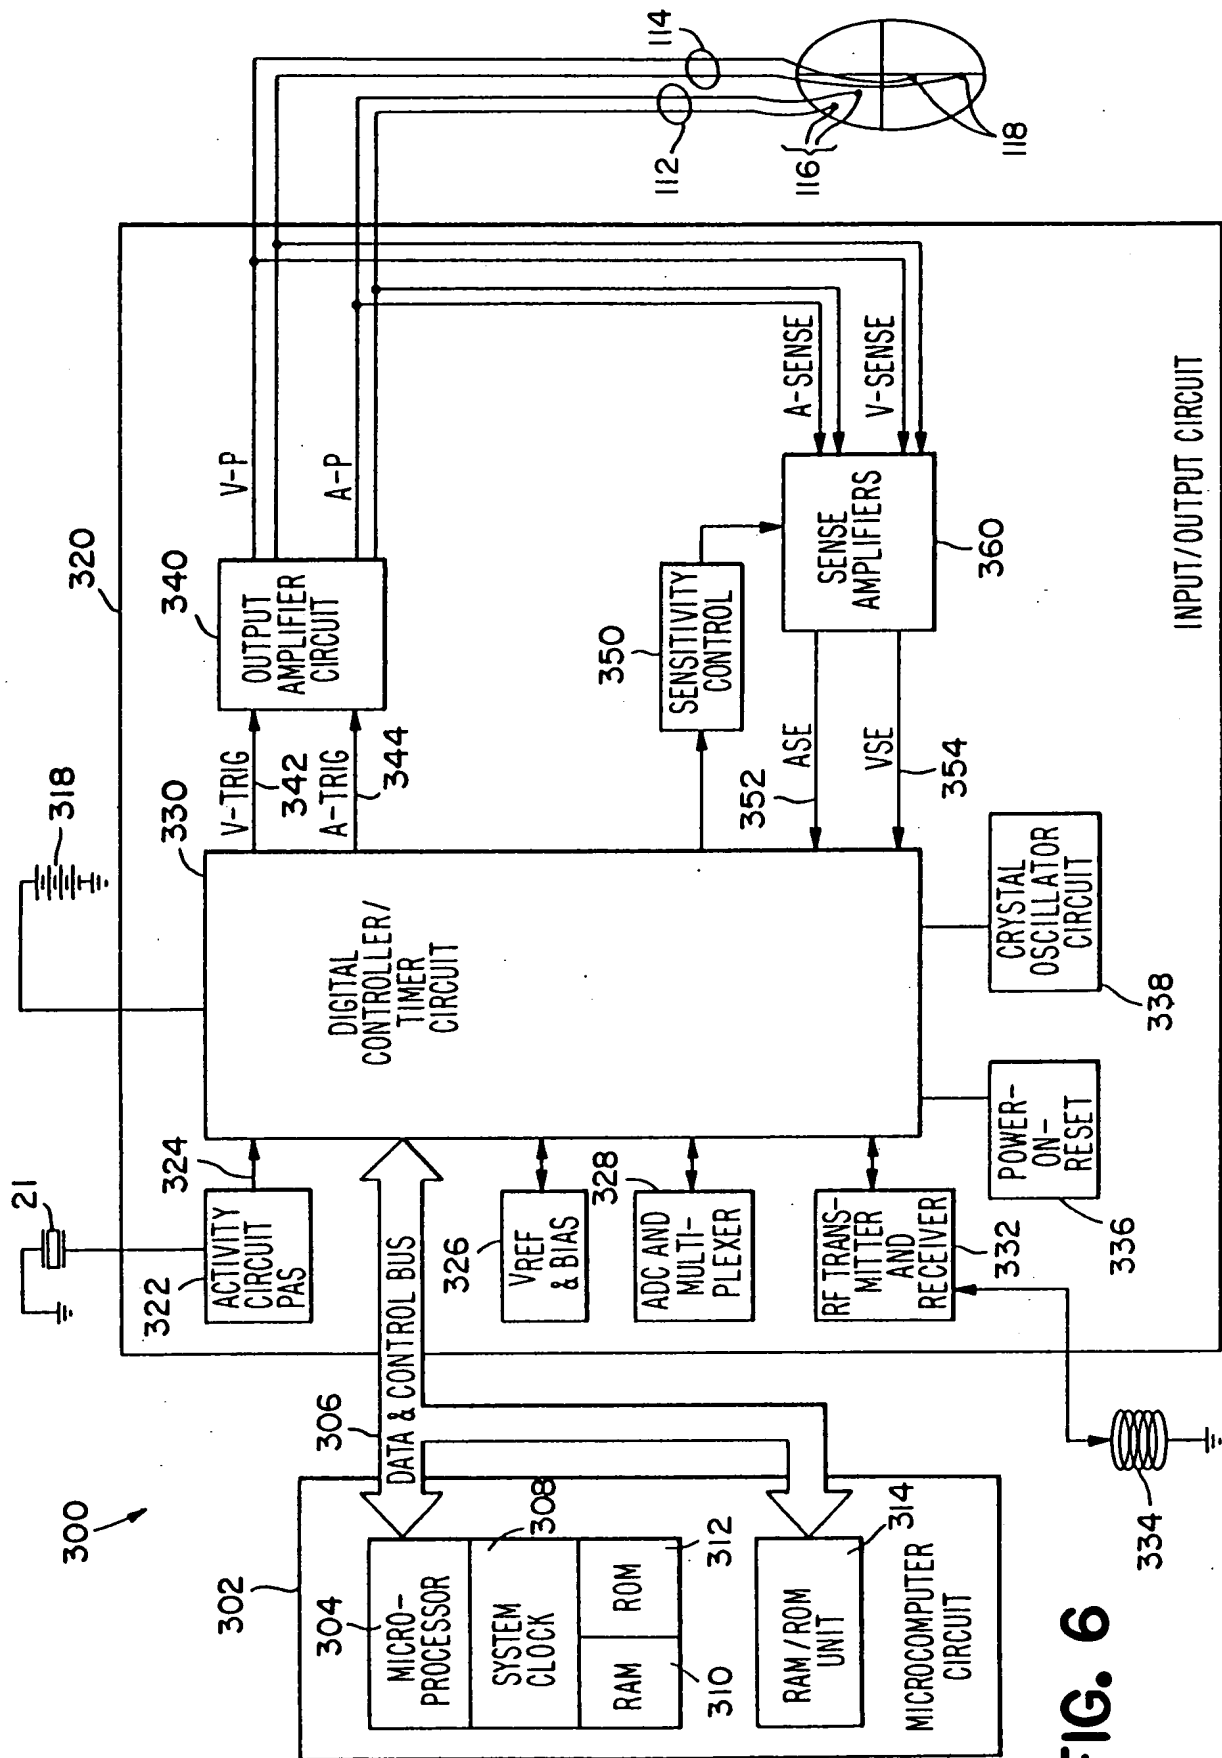 300
302
304
MICRO-
PROCESSOR
SYSTEM
CLOCK
308
RAM
ROM
310
312
RAM/ROM
UNIT
314
MICROCOMPUTER
CIRCUIT
306
DATA & CONTROL BUS
334
21
322
ACTIVITY
CIRCUIT
PAS
324
326
VREF
& BIAS
328
ADC AND
MULTI-
PLEXER
RF TRANS-
MITTER
AND
RECEIVER
332
POWER-
ON-
RESET
336
318
330
DIGITAL
CONTROLLER/
TIMER
CIRCUIT
CRYSTAL
OSCILLATOR
CIRCUIT
338
V-TRIG
342
A-TRIG
344
320
340
OUTPUT
AMPLIFIER
CIRCUIT
350
SENSITIVITY
CONTROL
352
ASE
VSE
354
SENSE
AMPLIFIERS
360
V-P
A-P
A-SENSE
V-SENSE
INPUT/OUTPUT CIRCUIT
112
114
116
118
FIG. 6